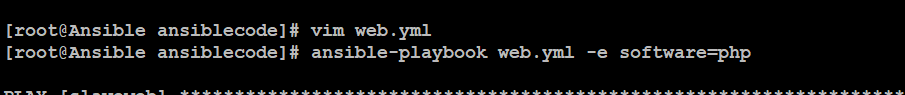 [root@Ansible ansiblecode]# vim web.yml
[root@Ansible ansiblecode]# ansible-playbook web.yml -e software=php